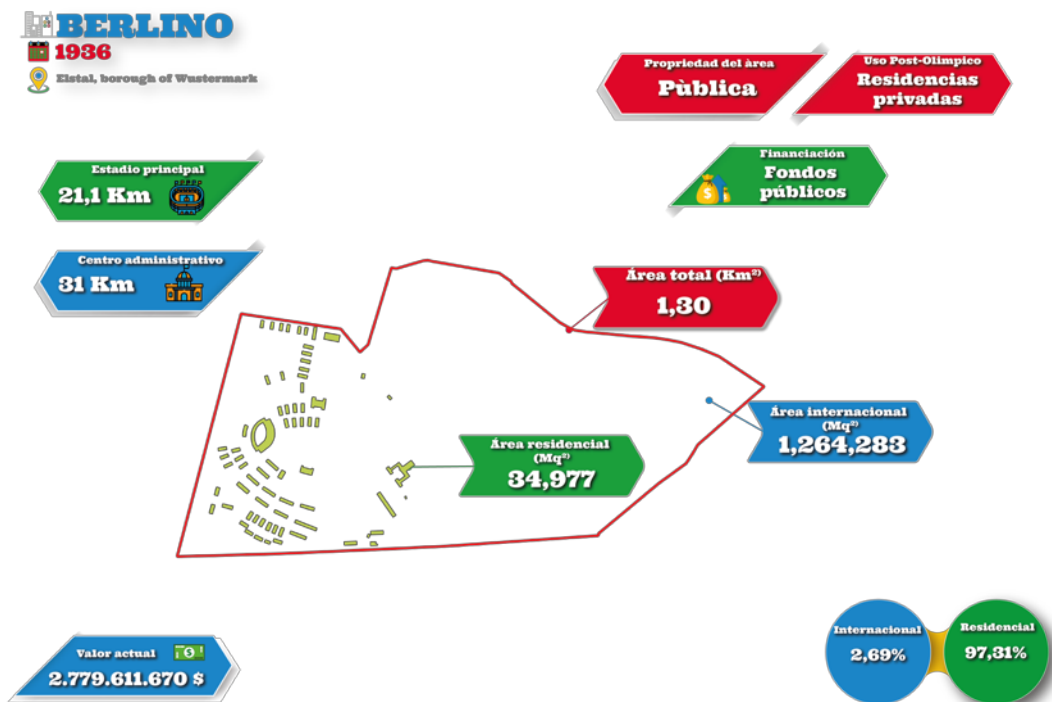 BERLINO
1936
Elstal, borough of Wustermark
Propriedad del àrea
Pùblica
Uso Post-Olimpico
Residencias
privadas
Estadio principal
21,1 Km
Financiación
Fondos
públicos
Centro administrativo
31 Km
Área total (Km²)
1,30
Área internacional
(Mq²)
1,264,283
Área residencial
(Mq²)
34,977
Valor actual
2.779.611.670 $
Internacional
2,69%
Residencial
97,31%